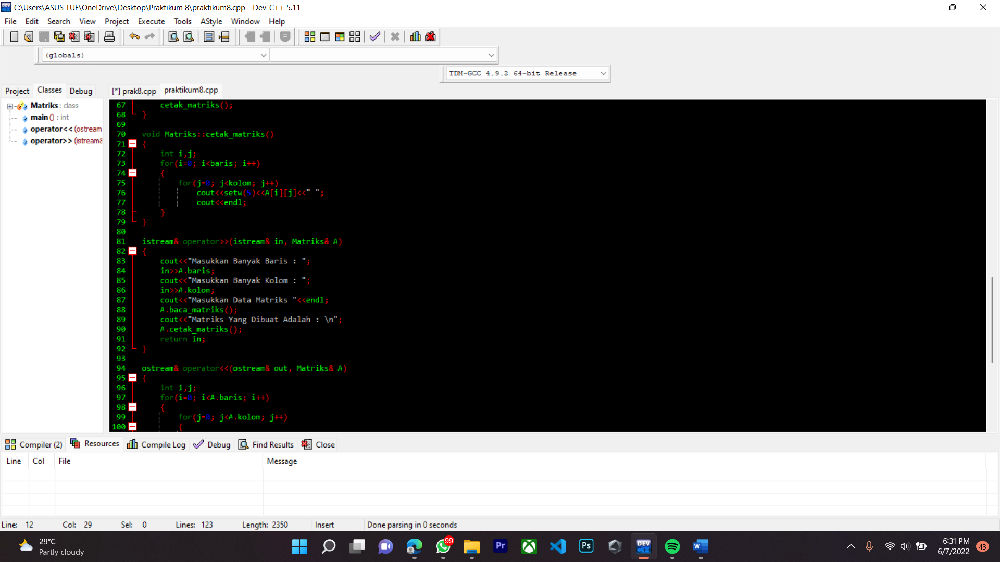 C:\Users\ASUS TUF\OneDrive\Desktop\Praktikum 8\praktikum8.cpp - Dev-C++ 5.11
File Edit Search View Project Execute Tools AStyle Window Help
(globals)
TDM-GCC 4.9.2 64-bit Release
Project Classes Debug
[*] prak8.cpp praktikum8.cpp
Matriks : class
main () : int
operator<< (ostream
operator>> (istream&
67 cetak_matriks();
68 }
69
70 void Matriks::cetak_matriks()
71 {
72 int i,j;
73 for(i=0; i<baris; i++)
74 {
75 for(j=0; j<kolom; j++)
76 cout<<setw(5)<<A[i][j]<<" ";
77 cout<<endl;
78 }
79 }
80
81 istream& operator>>(istream& in, Matriks& A)
82 {
83 cout<<"Masukkan Banyak Baris : ";
84 in>>A.baris;
85 cout<<"Masukkan Banyak Kolom : ";
86 in>>A.kolom;
87 cout<<"Masukkan Data Matriks "<<endl;
88 A.baca_matriks();
89 cout<<"Matriks Yang Dibuat Adalah : \n";
90 A.cetak_matriks();
91 return in;
92 }
93
94 ostream& operator<<(ostream& out, Matriks& A)
95 {
96 int i,j;
97 for(i=0; i<A.baris; i++)
98 {
99 for(j=0; j<A.kolom; j++)
100 {
Compiler (2) Resources Compile Log Debug Find Results Close
Line Col File Message
Line: 12 Col: 29 Sel: 0 Lines: 123 Length: 2350 Insert Done parsing in 0 seconds
29°C
Partly cloudy
99
Pr
Ps
DEV
C++
W
6:31 PM
6/7/2022
43